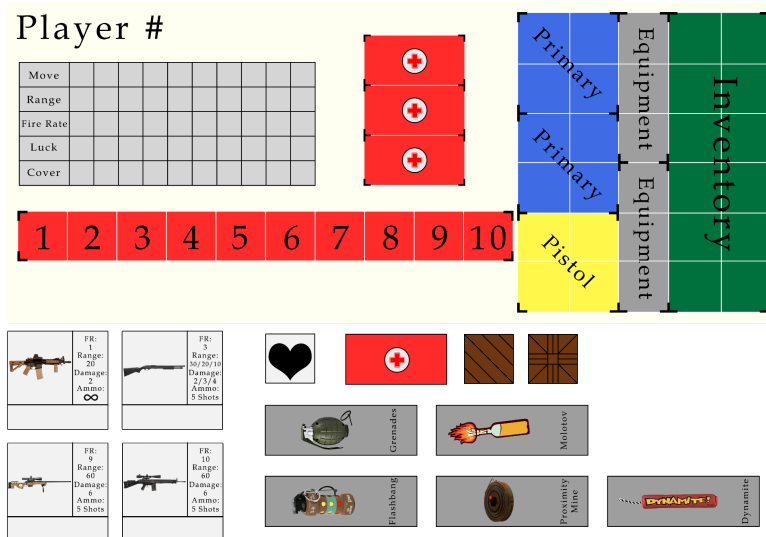 Player #
Move
Range
Fire Rate
Luck
Cover
1 2 3 4 5 6 7 8 9 10
Primary
Primary
Pistol
Equipment
Equipment
Inventory
FR:
1
Range:
20
Damage:
2
Ammo:
∞
FR:
3
Range:
30/20/10
Damage:
2/3/4
Ammo:
5 Shots
FR:
9
Range:
60
Damage:
6
Ammo:
5 Shots
FR:
10
Range:
60
Damage:
6
Ammo:
5 Shots
Grenades
Molotov
Flashbang
Proximity
Mine
DYNAMITE!
Dynamite